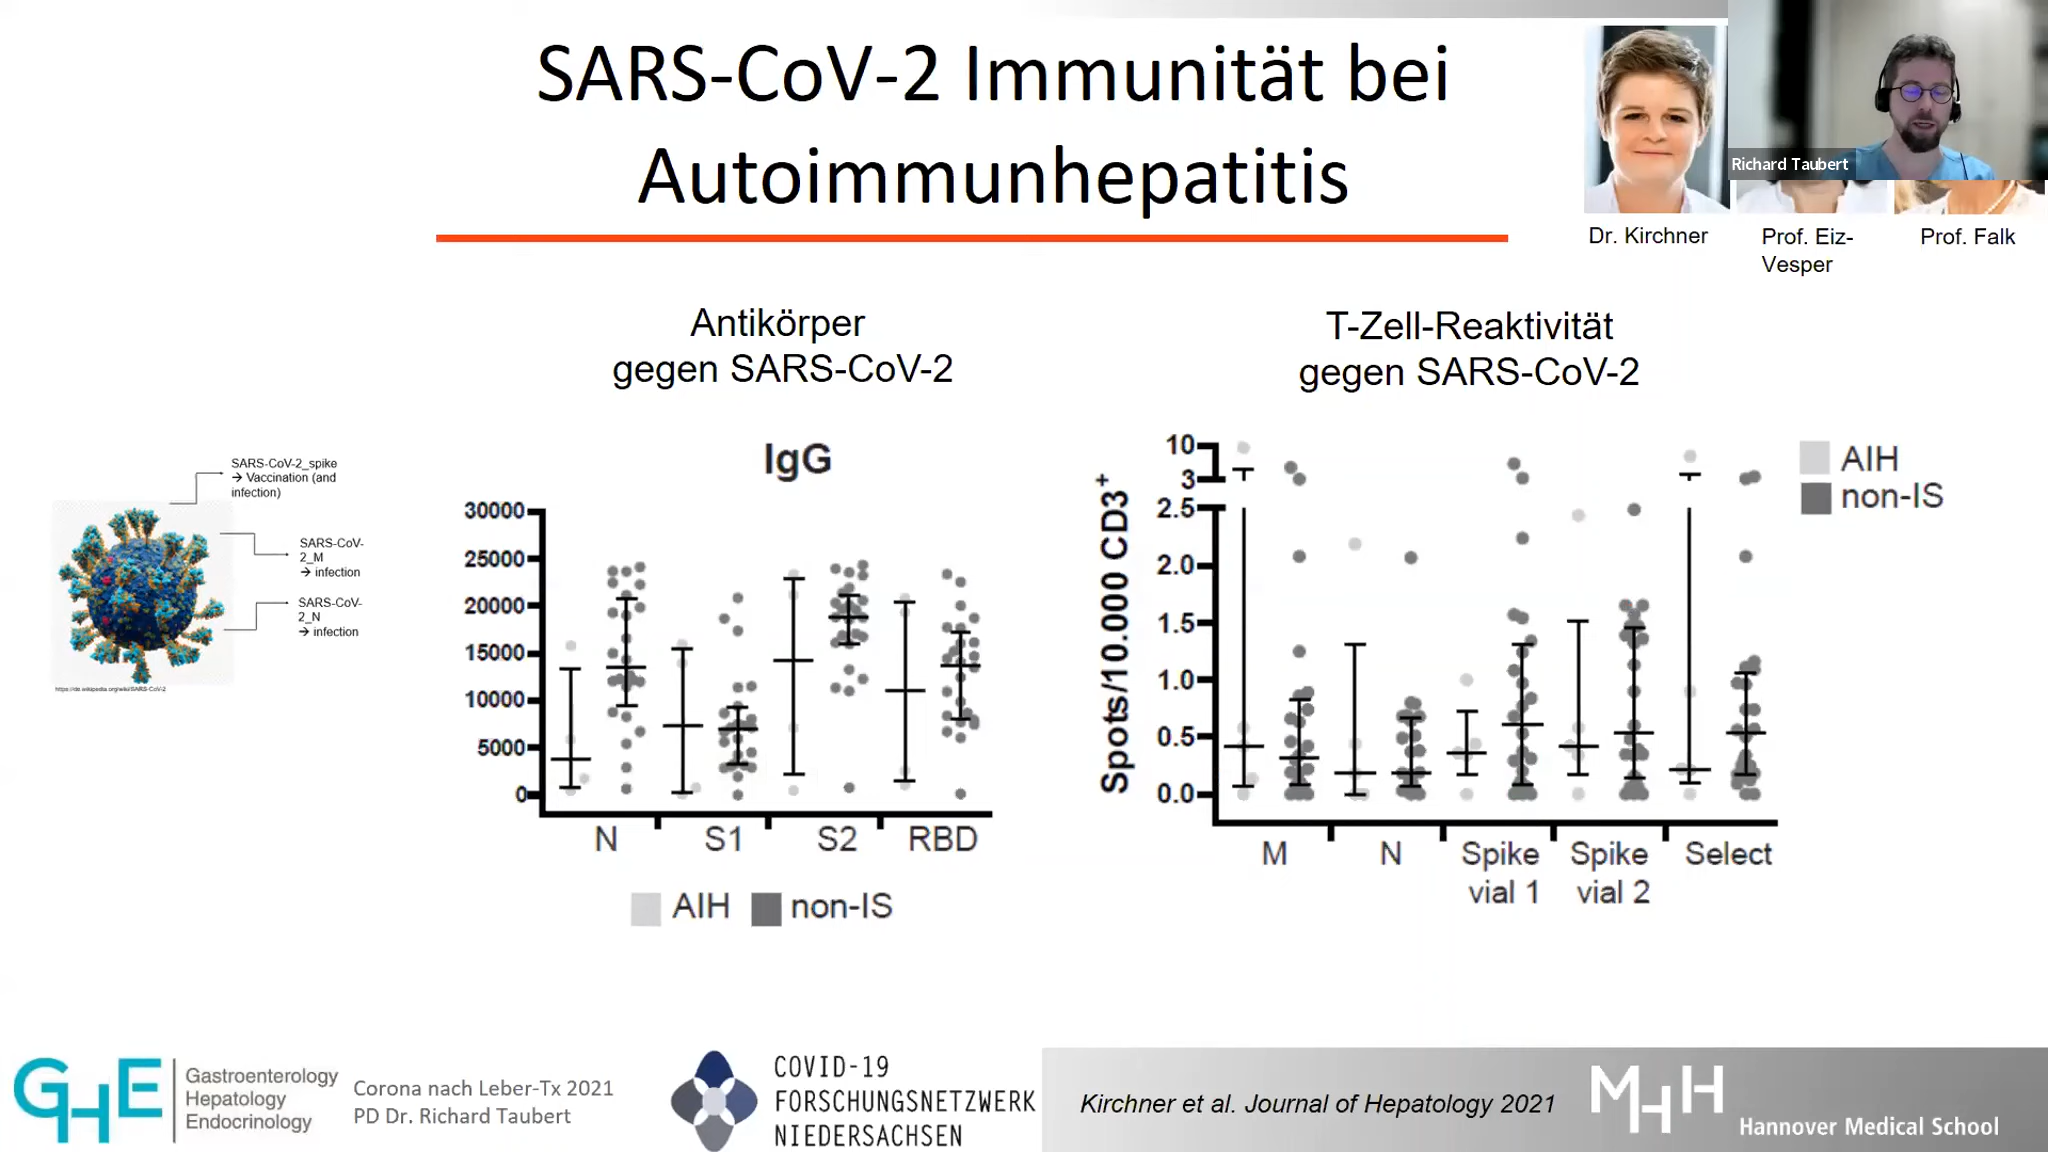 SARS-CoV-2 Immunität bei
Autoimmunhepatitis
Richard Taubert
Dr. Kirchner
Prof. Eiz-
Vesper
Prof. Falk
Antikörper
gegen SARS-CoV-2
T-Zell-Reaktivität
gegen SARS-CoV-2
SARS-CoV-2_spike
→ Vaccination (and
infection)
SARS-CoV-
2_M
→ infection
SARS-CoV-
2_N
→ infection
https://de.wikipedia.org/wiki/SARS-CoV-2
IgG
30000
25000
20000
15000
10000
5000
0
N
S1
S2
RBD
AIH
non-IS
Spots/10.000 CD3+
10
3
2.5
2.0
1.5
1.0
0.5
0.0
M
N
Spike
vial 1
Spike
vial 2
Select
AIH
non-IS
GHE
Gastroenterology
Hepatology
Endocrinology
Corona nach Leber-Tx 2021
PD Dr. Richard Taubert
COVID-19
FORSCHUNGSNETZWERK
NIEDERSACHSEN
Kirchner et al. Journal of Hepatology 2021
MHH
Hannover Medical School